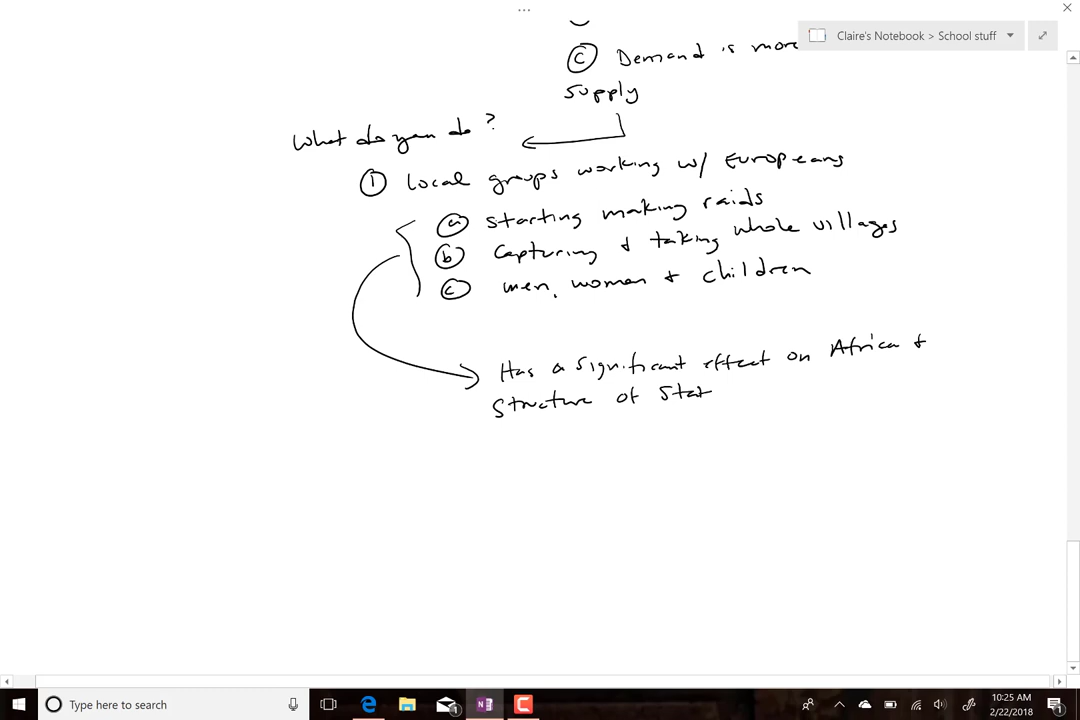 Claire's Notebook > School stuff
Ⓒ Demand is more
supply
What do you do?
① Local groups working w/ Europeans
ⓐ starting making raids
ⓑ capturing & taking whole villages
ⓒ men, women & children
Has a significant effect on Africa &
Structure of Stat
Type here to search
10:25 AM
2/22/2018